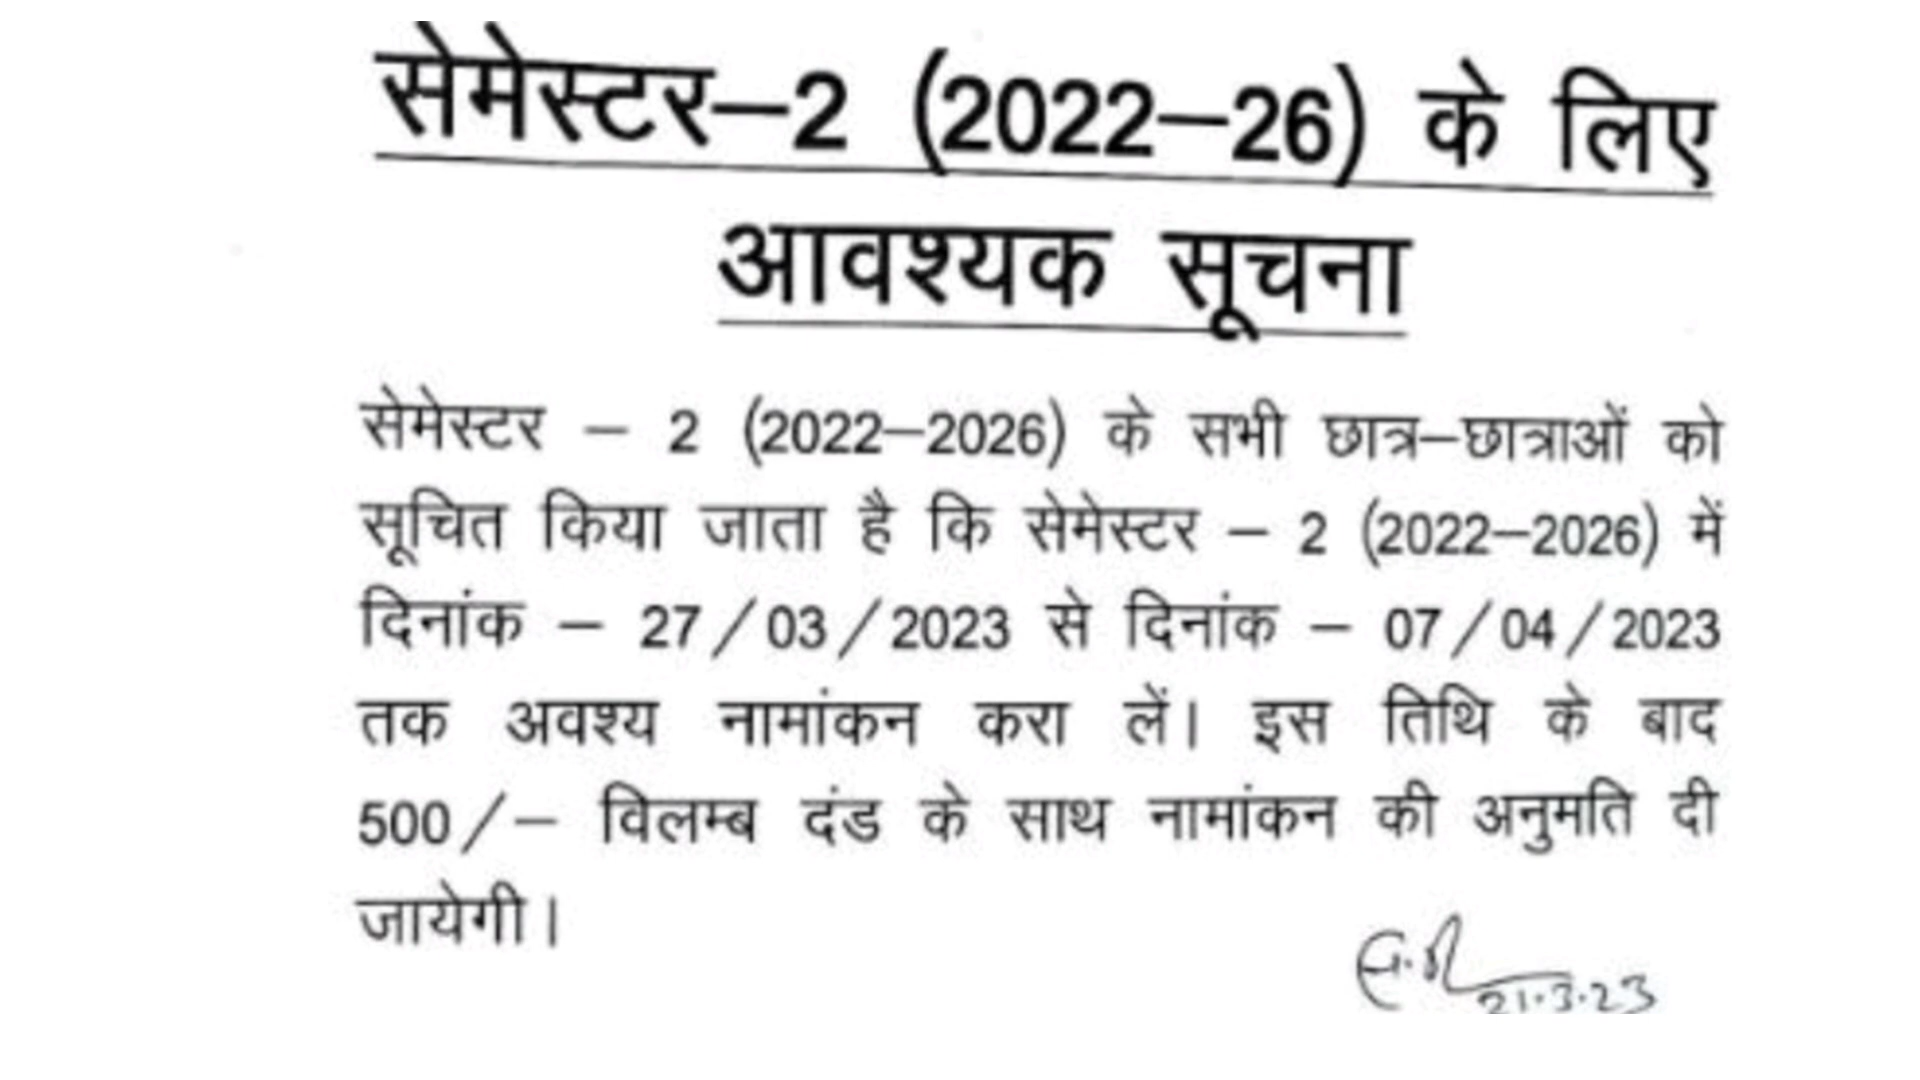 सेमेस्टर–2 (2022–26) के लिए
आवश्यक सूचना
सेमेस्टर – 2 (2022–2026) के सभी छात्र–छात्राओं को
सूचित किया जाता है कि सेमेस्टर – 2 (2022–2026) में
दिनांक – 27/03/2023 से दिनांक – 07/04/2023
तक अवश्य नामांकन करा लें। इस तिथि के बाद
500/– विलम्ब दंड के साथ नामांकन की अनुमति दी
जायेगी।
21.3.23